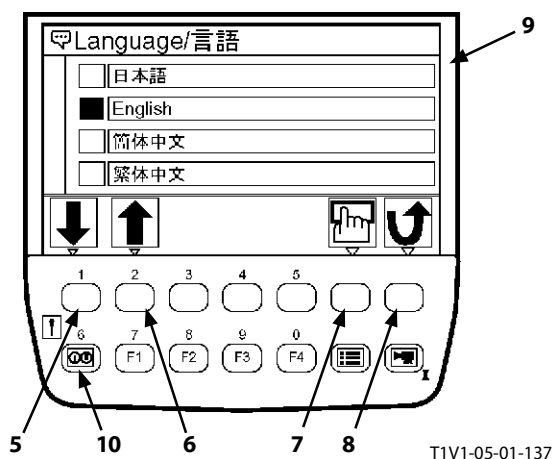 Language/言語
9
日本語
English
简体中文
繁体中文
1 2 3 4 5
6 7 8 9 0
F1 F2 F3 F4
5 10 6 7 8
T1V1-05-01-137